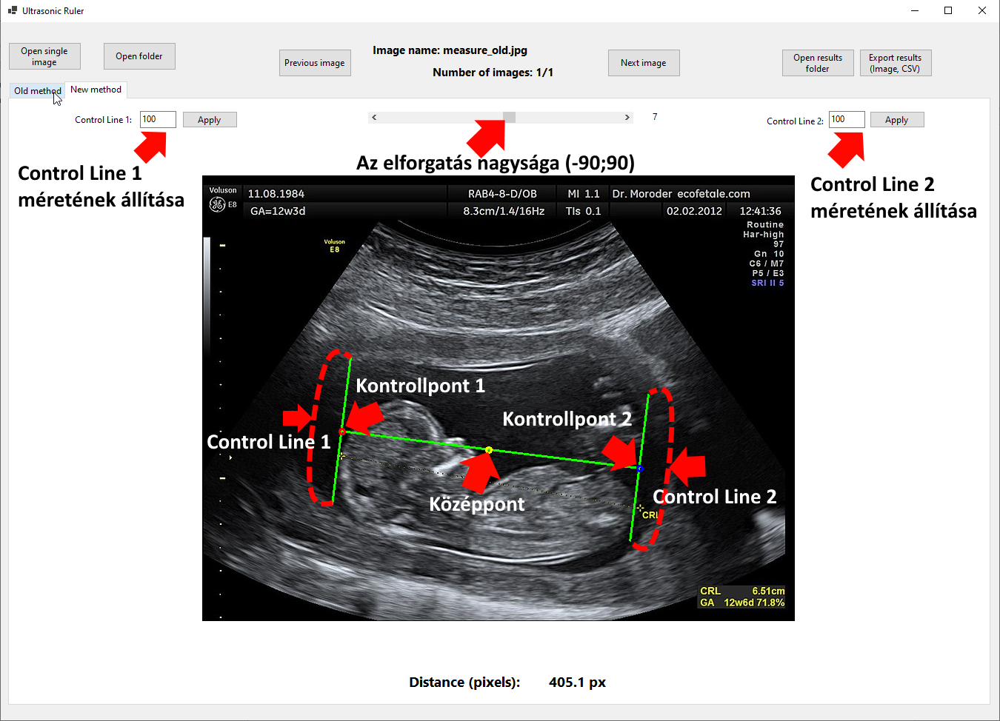 Ultrasonic Ruler
Open single
image
Open folder
Previous image
Image name: measure_old.jpg
Number of images: 1/1
Next image
Open results
folder
Export results
(Image, CSV)
Old method
New method
Control Line 1:
100
Apply
7
Control Line 2:
100
Apply
Control Line 1
méretének állítása
Az elforgatás nagysága (-90;90)
Control Line 2
méretének állítása
Voluson
E8
11.08.1984
RAB4-8-D/OB
MI 1.1
Dr. Moroder ecofetale.com
GA=12w3d
8.3cm/1.4/16Hz
TIs 0.1
02.02.2012
12:41:36
Routine
Har-high
97
Gn 10
C6 / M7
P5 / E3
SRI II 5
Voluson
E8
Kontrollpont 1
Kontrollpont 2
Control Line 1
Középpont
Control Line 2
CRL
CRL 6.51cm
GA 12w6d 71.8%
Distance (pixels): 405.1 px